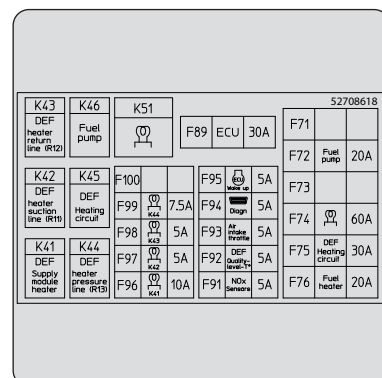 52708618
K43
DEF
heater
return
line (R12)
K46
Fuel
pump
K51
F89 ECU 30A
F71
F72 Fuel pump 20A
F73
F74 60A
F75 DEF Heating circuit 30A
F76 Fuel heater 20A
K42
DEF
heater
suction
line (R11)
K45
DEF
Heating
circuit
K41
DEF
Supply
module
heater
K44
DEF
heater
pressure
line (R13)
F100
F99 K44 7.5A
F98 K43 5A
F97 K42 5A
F96 K41 10A
F95 ECU Wake up 5A
F94 Diagn 5A
F93 Air intake throttle 5A
F92 DEF Quality-level-T° 5A
F91 NOx Sensors 5A